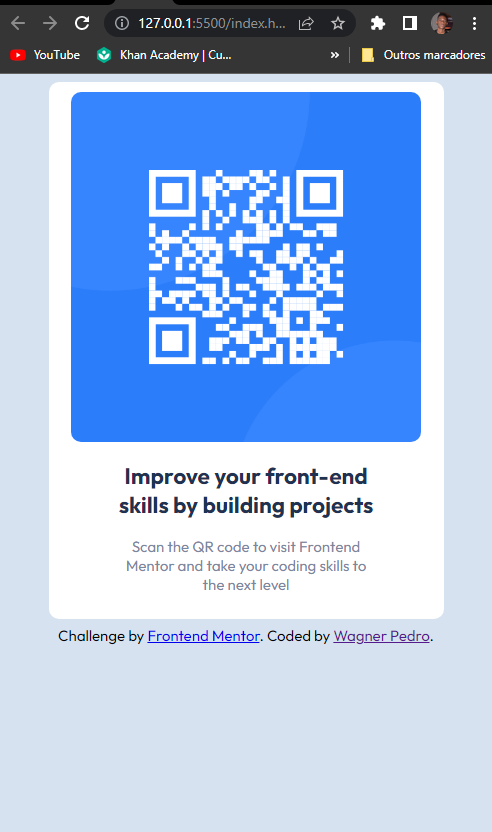 127.0.0.1:5500/index.h...
YouTube
Khan Academy | Cu...
»
Outros marcadores
Improve your front-end
skills by building projects
Scan the QR code to visit Frontend
Mentor and take your coding skills to
the next level
Challenge by Frontend Mentor. Coded by Wagner Pedro.